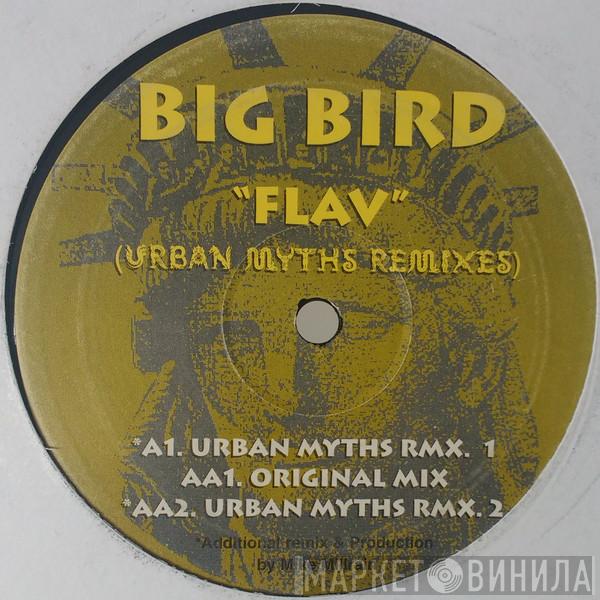 BIG BIRD
"FLAV"
(URBAN MYTHS REMIXES)
*A1. URBAN MYTHS RMX. 1
AA1. ORIGINAL MIX
*AA2. URBAN MYTHS RMX. 2
*Additional remix & Production
by
МАРКЕТ ВИНИЛА